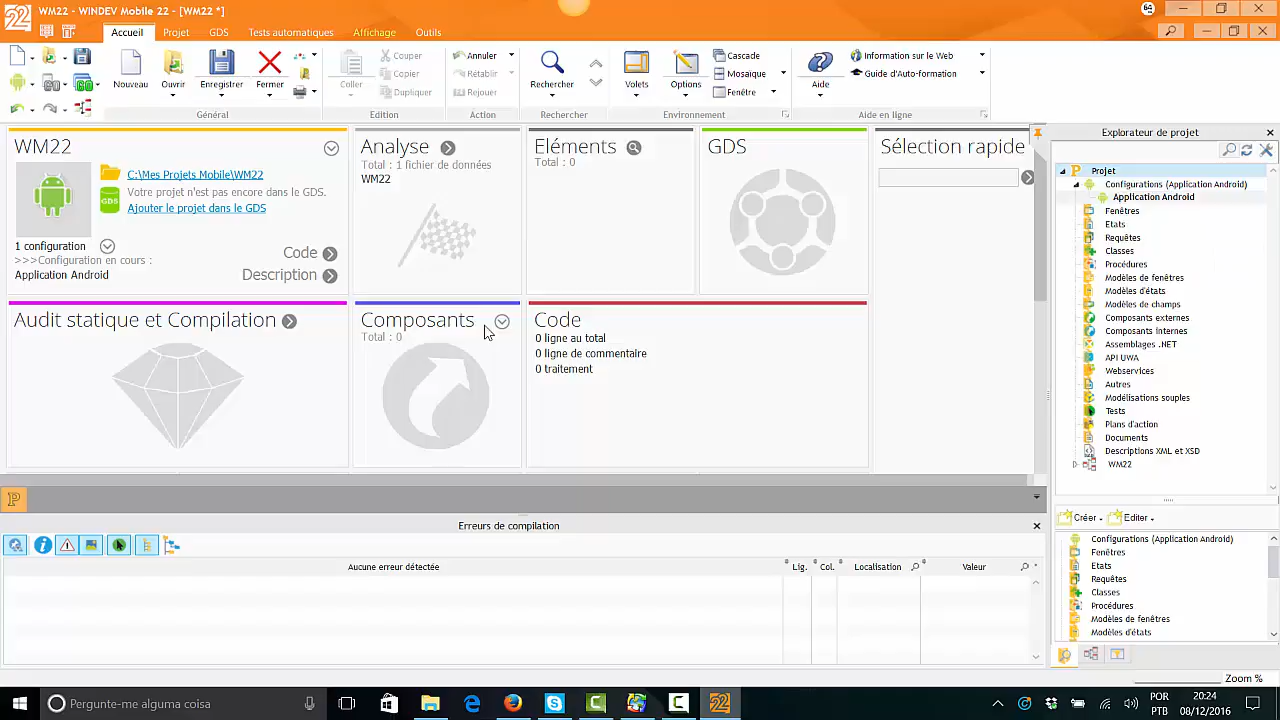 WM22 - WINDEV Mobile 22 - [WM22 *]
Accueil
Projet
GDS
Tests automatiques
Affichage
Outils
Nouveau
Ouvrir
Enregistrer
Fermer
Général
Coller
Couper
Copier
Dupliquer
Edition
Annuler
Rétablir
Rejouer
Action
Rechercher
Rechercher
Volets
Options
Cascade
Mosaïque
Fenêtre
Environnement
Aide
Information Live Web
Guide d'Autoformation
Aide en ligne
WM22
C:\Mes Projets Mobile\WM22
Votre projet n'est pas encore dans le GDS.
Ajouter le projet dans le GDS
GDS
1 configuration
>>>Configuration en cours :
Application Android
Code
Description
Analyse
Total : 1 fichier de données
WM22
Eléments
Total : 0
GDS
Sélection rapide
Audit statique et Compilation
Composants
Total : 0
Code
0 ligne au total
0 ligne de commentaire
0 traitement
Explorateur de projet
Projet
Configurations (Application Android)
Application Android
Fenêtres
Etats
Requêtes
Classes
Procédures
Modèles de fenêtres
Modèles d'états
Modèles de champs
Composants externes
Composants internes
Assemblages .NET
API UWA
Webservices
Autres
Modélisations souples
Tests
Plans d'action
Documents
Descriptions XML et XSD
WM22
Créer
Editer
Configurations (Application Android)
Fenêtres
Etats
Requêtes
Classes
Procédures
Modèles de fenêtres
Modèles d'états
Erreurs de compilation
Aucune erreur détectée
Lig.
Col.
Localisation
Valeur
Zoom %
Pergunte-me alguma coisa
22
POR
PTB
20:24
08/12/2016